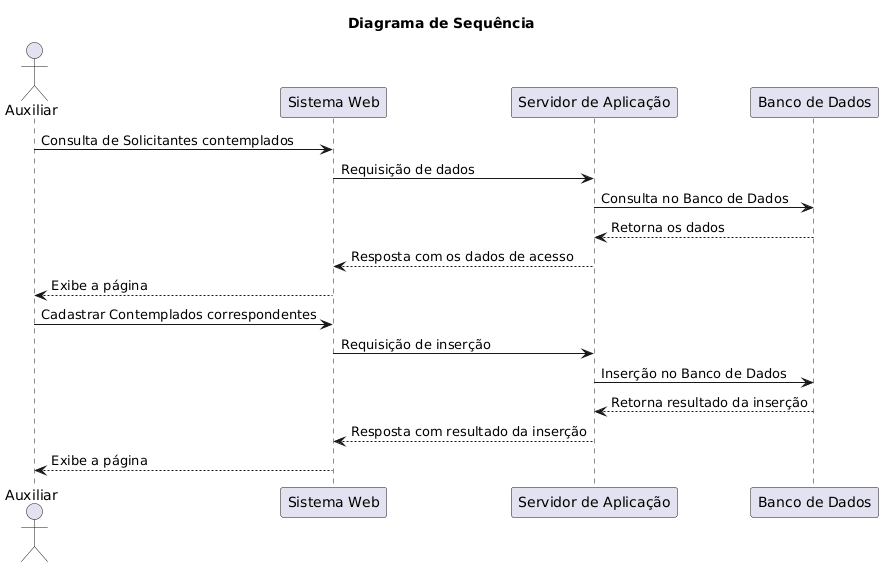 Diagrama de Sequência
Auxiliar
Sistema Web
Servidor de Aplicação
Banco de Dados
Consulta de Solicitantes contemplados
Requisição de dados
Consulta no Banco de Dados
Retorna os dados
Resposta com os dados de acesso
Exibe a página
Cadastrar Contemplados correspondentes
Requisição de inserção
Inserção no Banco de Dados
Retorna resultado da inserção
Resposta com resultado da inserção
Exibe a página
Auxiliar
Sistema Web
Servidor de Aplicação
Banco de Dados